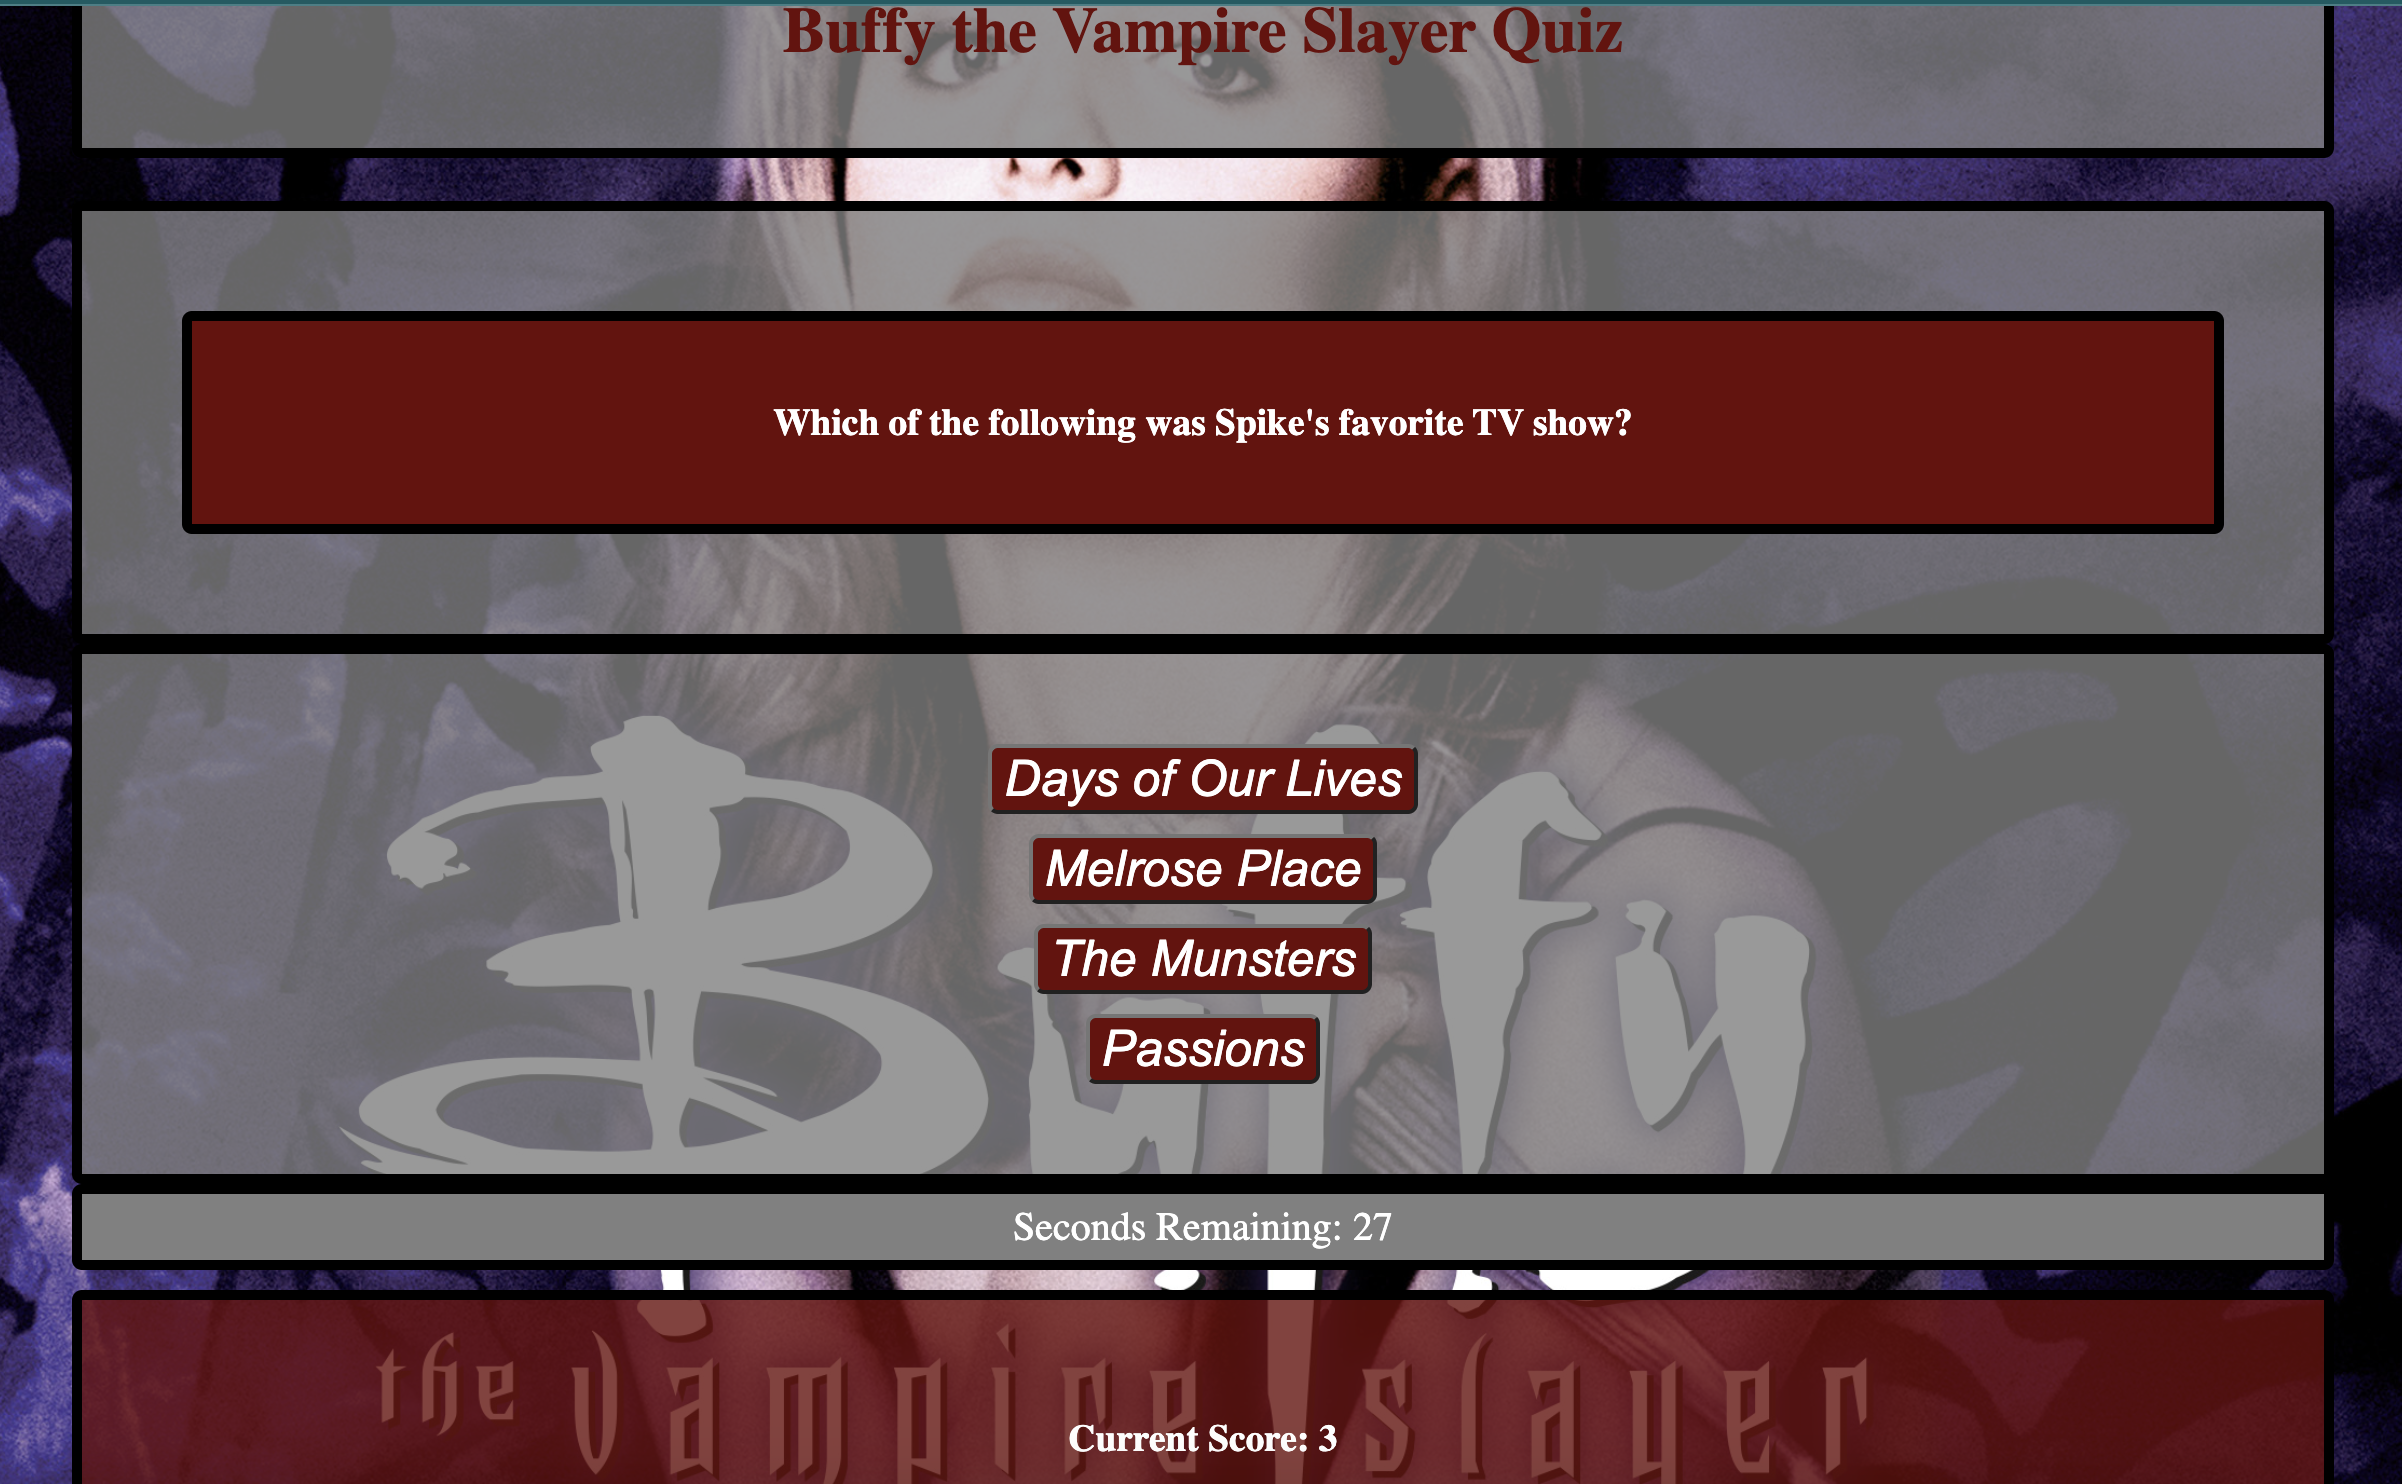 Buffy the Vampire Slayer Quiz
Which of the following was Spike's favorite TV show?
Days of Our Lives
Melrose Place
The Munsters
Passions
Buffy
Seconds Remaining: 27
the vampire slayer
Current Score: 3